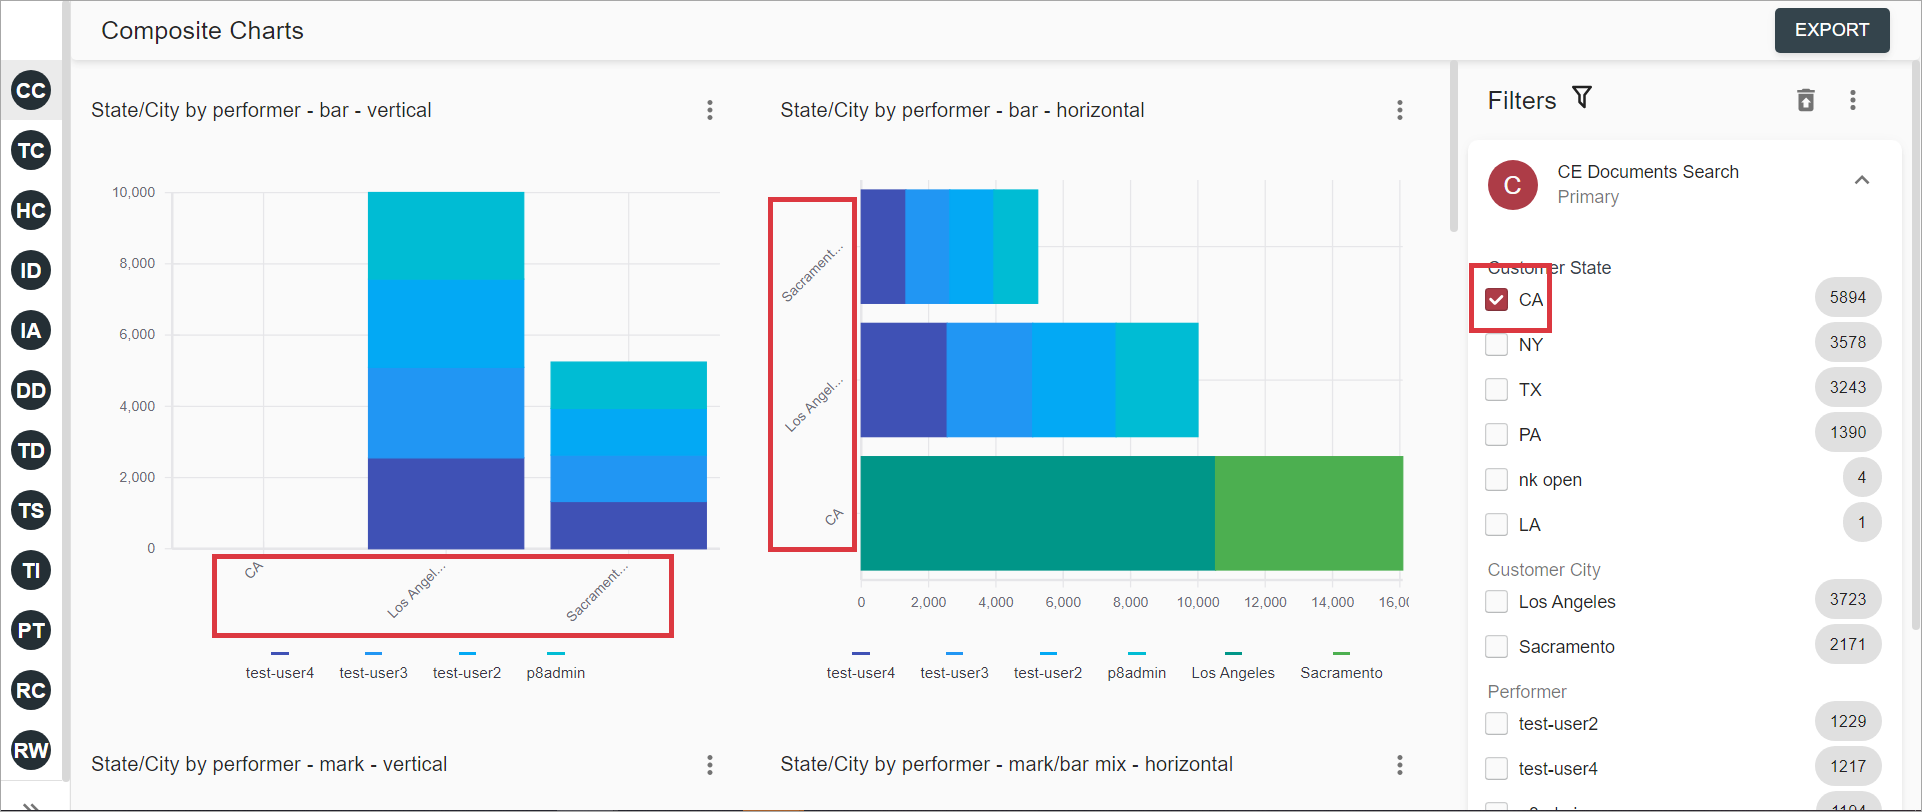 Composite Charts
EXPORT
CC
TC
HC
ID
IA
DD
TD
TS
TI
PT
RC
RW
State/City by performer - bar - vertical
10,000
8,000
6,000
4,000
2,000
0
CA
Los Angel...
Sacrament...
test-user4 test-user3 test-user2 p8admin
State/City by performer - bar - horizontal
Sacrament...
Los Angel...
CA
0 2,000 4,000 6,000 8,000 10,000 12,000 14,000
test-user4 test-user3 test-user2 p8admin Los Angeles Sacramento
State/City by performer - mark - vertical
State/City by performer - mark/bar mix - horizontal
Filters
C
CE Documents Search
Primary
Customer State
CA 5894
NY 3578
TX 3243
PA 1390
nk open 4
LA 1
Customer City
Los Angeles 3723
Sacramento 2171
Performer
test-user2 1229
test-user4 1217